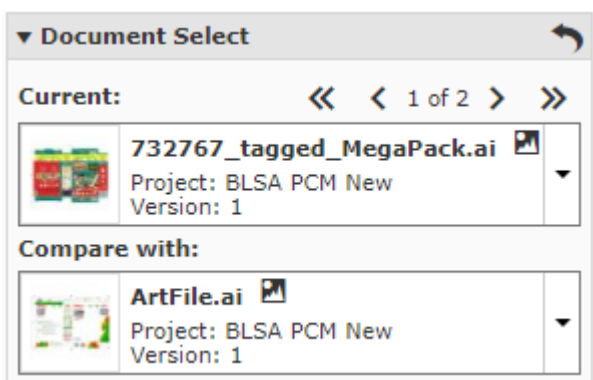 Document Select
Current:
1 of 2
732767_tagged_MegaPack.ai
Project: BLSA PCM New
Version: 1
Compare with:
ArtFile.ai
Project: BLSA PCM New
Version: 1